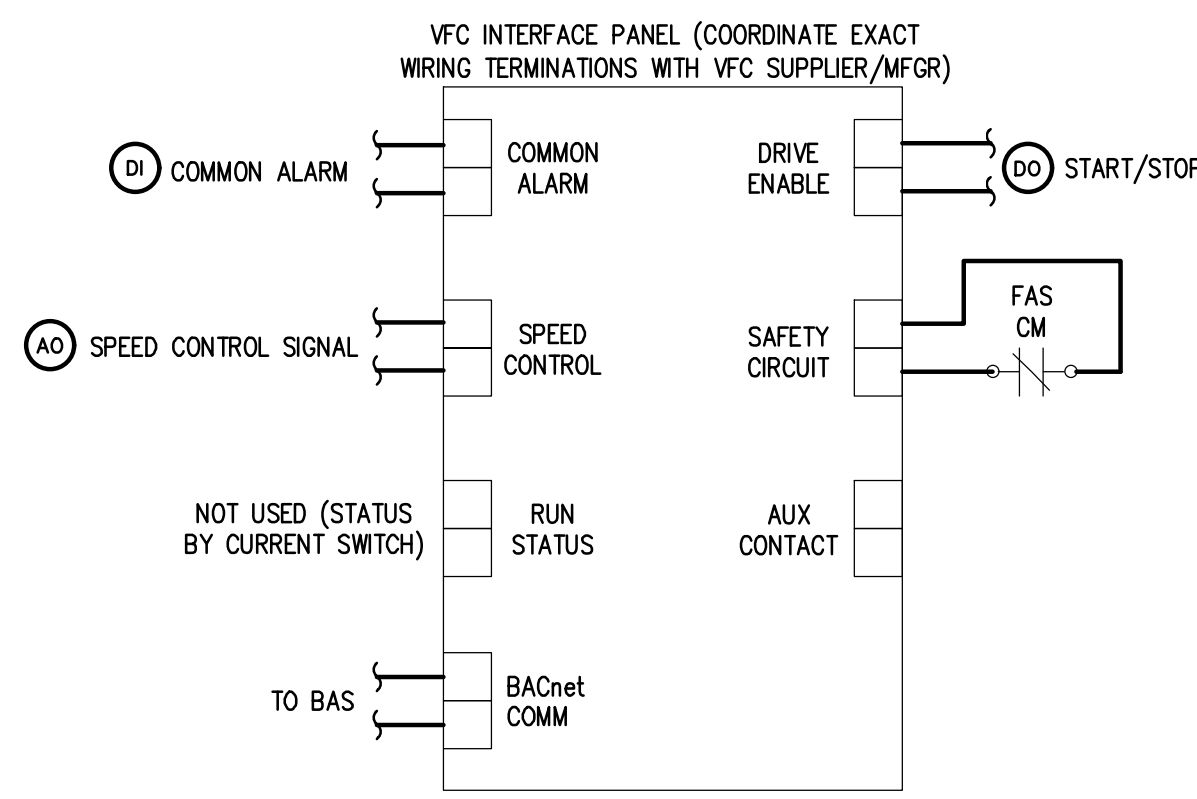 VFC INTERFACE PANEL (COORDINATE EXACT
WIRING TERMINATIONS WITH VFC SUPPLIER/MFGR)
DI
COMMON ALARM
COMMON
ALARM
DRIVE
ENABLE
DO
START/STOP
AO
SPEED CONTROL SIGNAL
SPEED
CONTROL
SAFETY
CIRCUIT
FAS
CM
NOT USED (STATUS
BY CURRENT SWITCH)
RUN
STATUS
AUX
CONTACT
TO BAS
BACnet
COMM